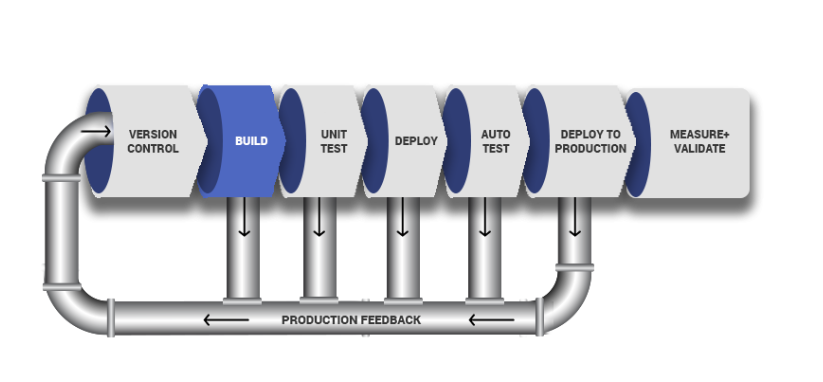 VERSION
CONTROL
BUILD
UNIT
TEST
DEPLOY
AUTO
TEST
DEPLOY TO
PRODUCTION
MEASURE+
VALIDATE
PRODUCTION FEEDBACK